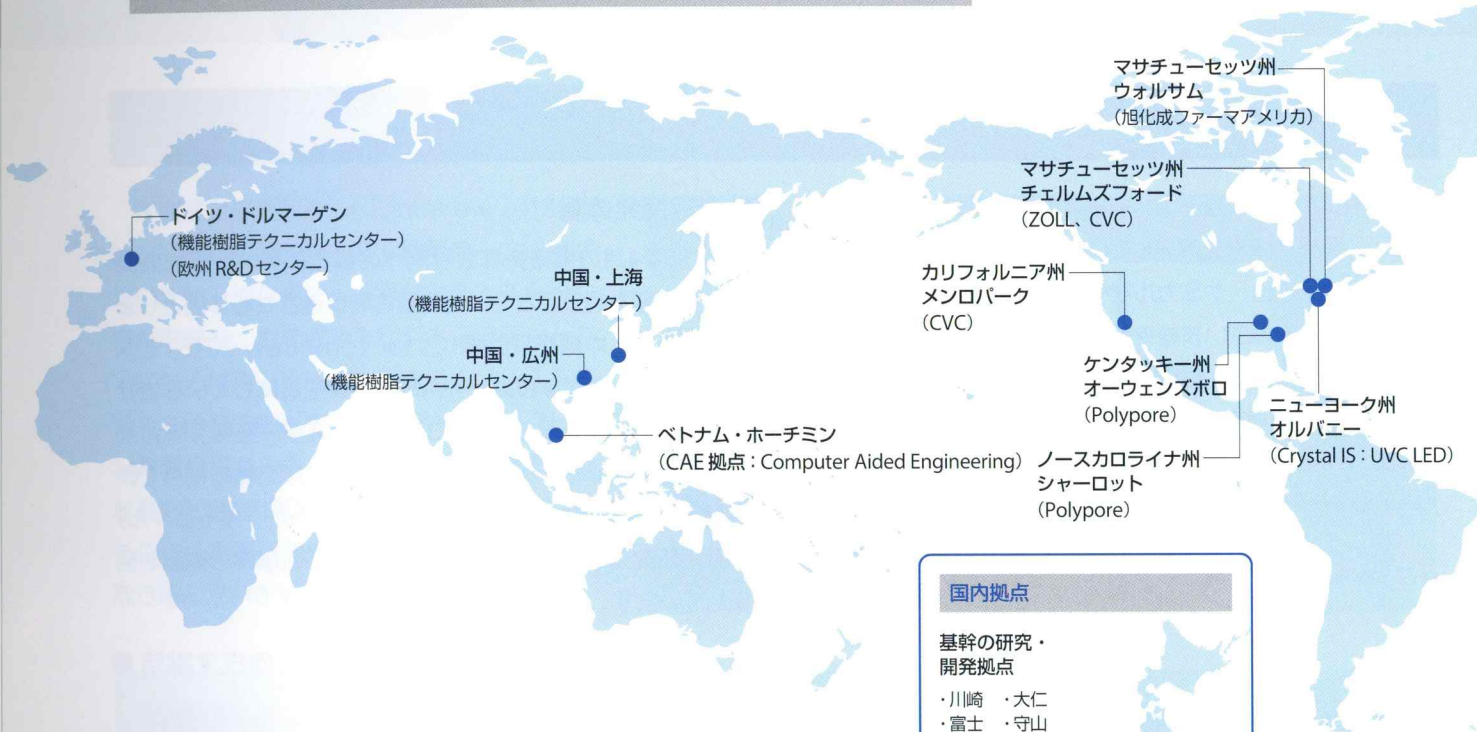 マサチューセッツ州
ウォルサム
（旭化成ファーマアメリカ）
マサチューセッツ州
チェルムズフォード
（ZOLL、CVC）
ドイツ・ドルマーゲン
（機能樹脂テクニカルセンター）
（欧州 R&Dセンター）
中国・上海
（機能樹脂テクニカルセンター）
カリフォルニア州
メンロパーク
（CVC）
中国・広州
（機能樹脂テクニカルセンター）
ケンタッキー州
オーウェンズボロ
（Polypore）
ニューヨーク州
オルバニー
（Crystal IS：UVC LED）
ベトナム・ホーチミン
（CAE 拠点：Computer Aided Engineering）
ノースカロライナ州
シャーロット
（Polypore）
国内拠点
基幹の研究・
開発拠点
・川崎　・大仁
・富士　・守山